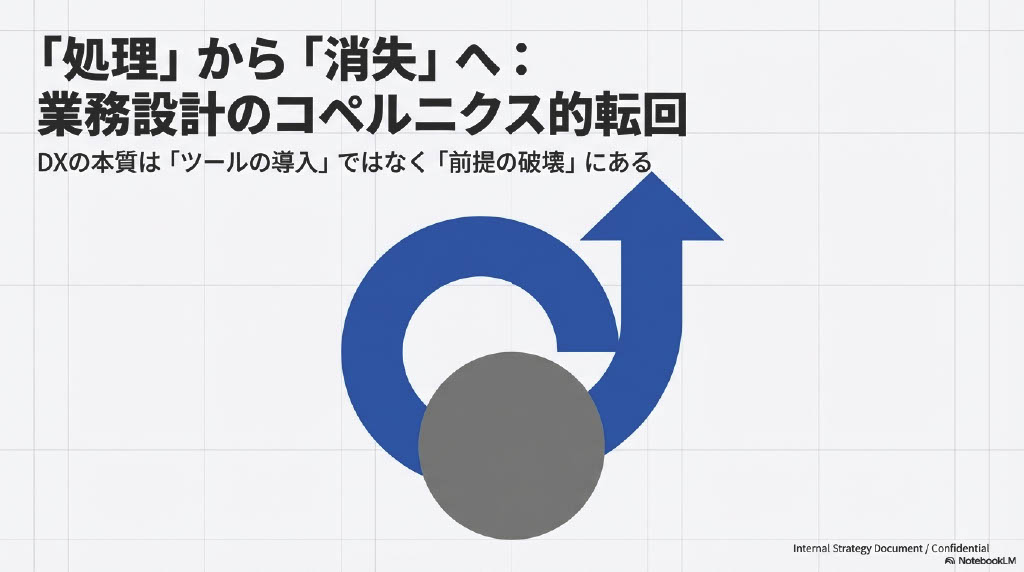 「処理」から「消失」へ：
業務設計のコペルニクス的転回
DXの本質は「ツールの導入」ではなく「前提の破壊」にある
Internal Strategy Document / Confidential
NotebookLM